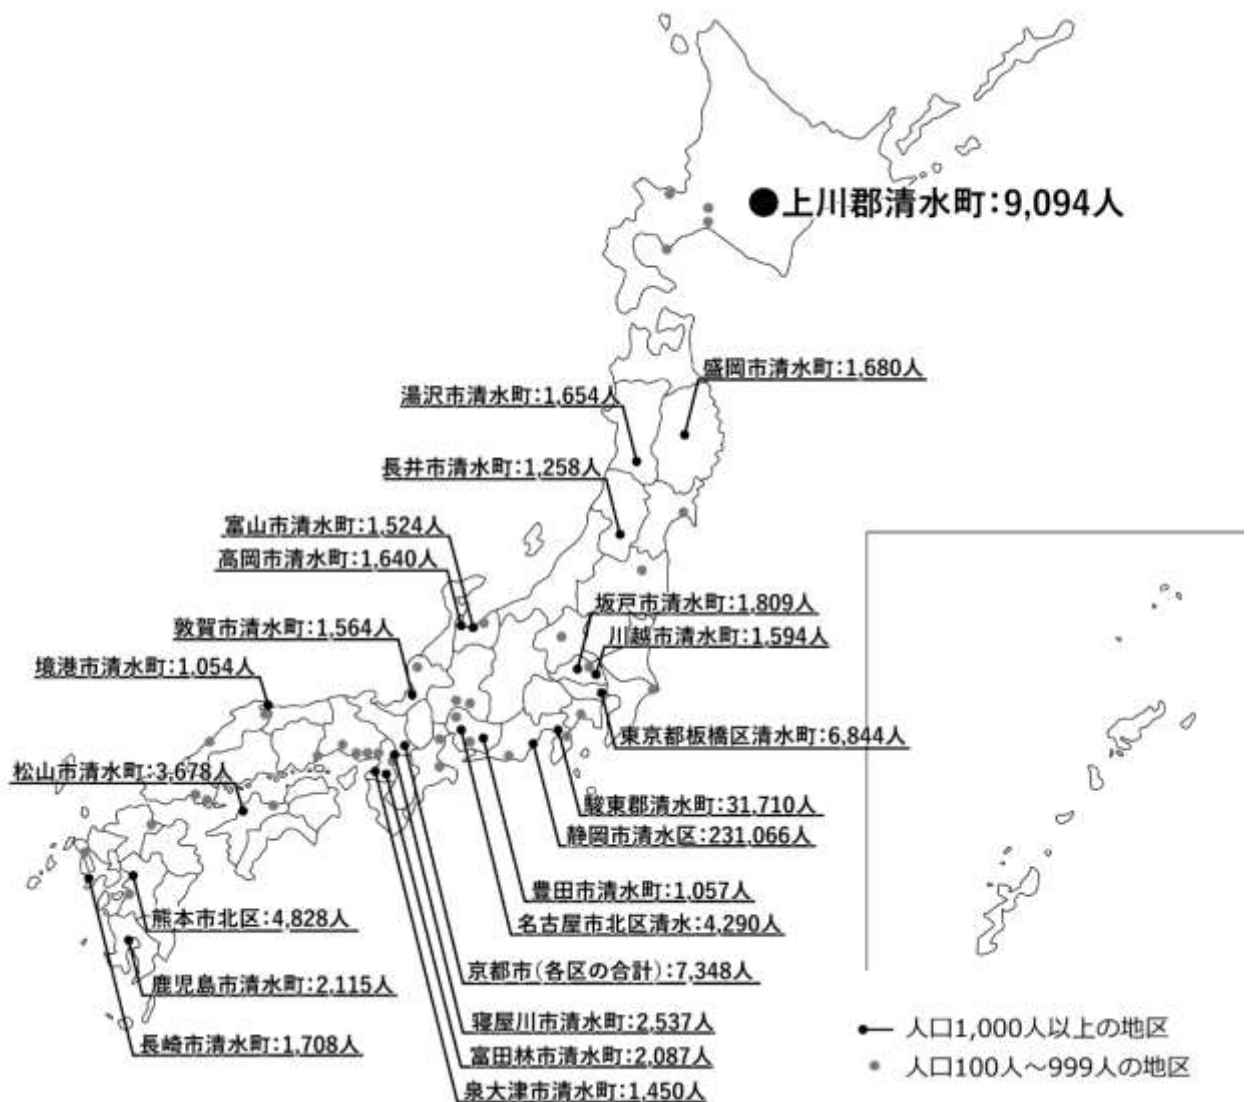 上川郡清水町：9,094人
盛岡市清水町：1,680人
湯沢市清水町：1,654人
長井市清水町：1,258人
富山市清水町：1,524人
高岡市清水町：1,640人
坂戸市清水町：1,809人
敦賀市清水町：1,564人
川越市清水町：1,594人
境港市清水町：1,054人
東京都板橋区清水町：6,844人
松山市清水町：3,678人
駿東郡清水町：31,710人
静岡市清水区：231,066人
豊田市清水町：1,057人
熊本市北区：4,828人
名古屋市北区清水：4,290人
京都市（各区の合計）：7,348人
鹿児島市清水町：2,115人
寝屋川市清水町：2,537人
長崎市清水町：1,708人
富田林市清水町：2,087人
泉大津市清水町：1,450人
人口1,000人以上の地区
人口100人～999人の地区